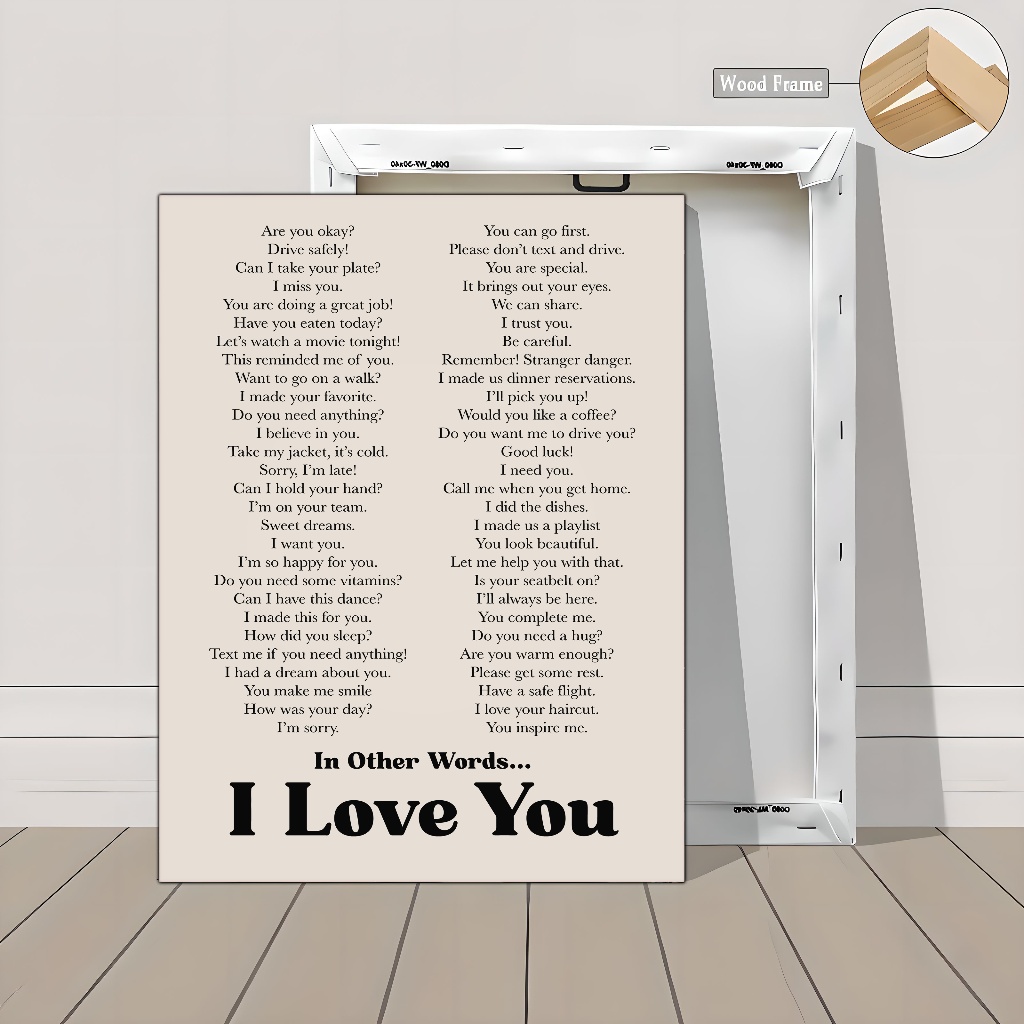 Wood Frame
Are you okay?
Drive safely!
Can I take your plate?
I miss you.
You are doing a great job!
Have you eaten today?
Let's watch a movie tonight!
This reminded me of you.
Want to go on a walk?
I made your favorite.
Do you need anything?
I believe in you.
Take my jacket, it's cold.
Sorry, I'm late!
Can I hold your hand?
I'm on your team.
Sweet dreams.
I want you.
I'm so happy for you.
Do you need some vitamins?
Can I have this dance?
I made this for you.
How did you sleep?
Text me if you need anything!
I had a dream about you.
You make me smile
How was your day?
I'm sorry.
You can go first.
Please don't text and drive.
You are special.
It brings out your eyes.
We can share.
I trust you.
Be careful.
Remember! Stranger danger.
I made us dinner reservations.
I'll pick you up!
Would you like a coffee?
Do you want me to drive you?
Good luck!
I need you.
Call me when you get home.
I did the dishes.
I made us a playlist
You look beautiful.
Let me help you with that.
Is your seatbelt on?
I'll always be here.
You complete me.
Do you need a hug?
Are you warm enough?
Please get some rest.
Have a safe flight.
I love your haircut.
You inspire me.
In Other Words...
I Love You